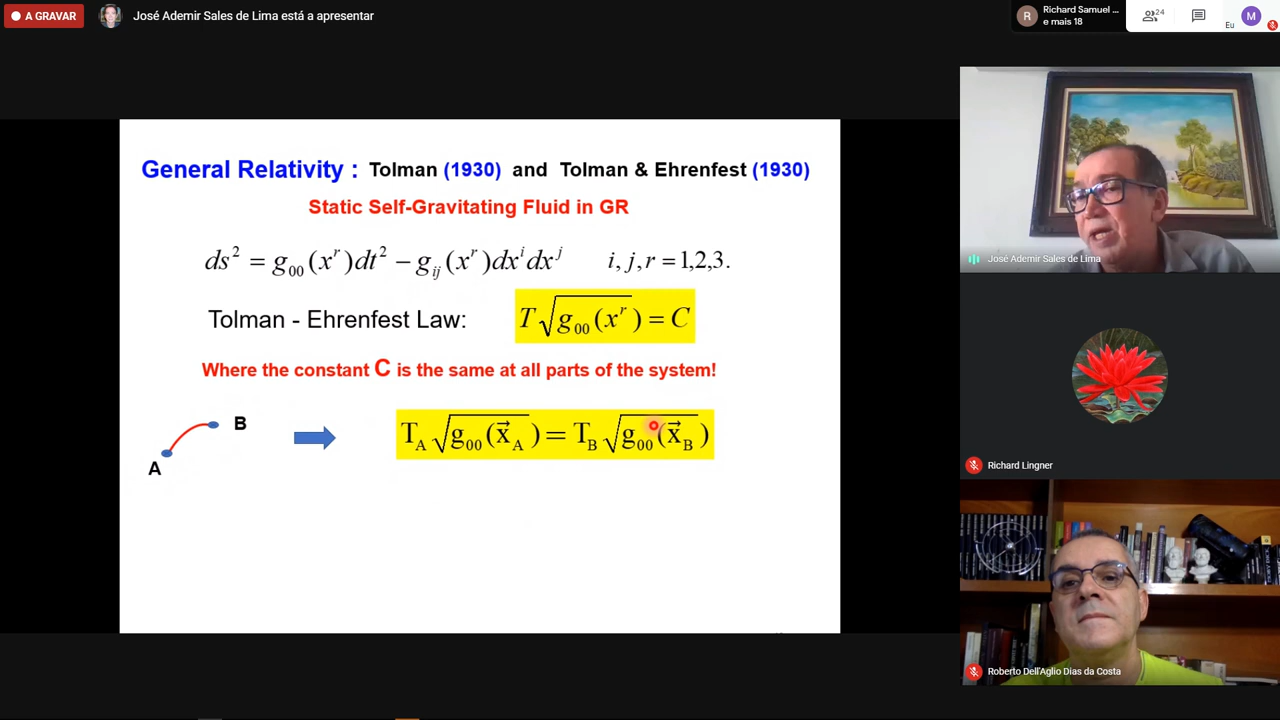 A GRAVAR
José Ademir Sales de Lima está a apresentar
R
Richard Samuel ...
e mais 18
24
Eu
M
General Relativity : Tolman (1930) and Tolman & Ehrenfest (1930)
Static Self-Gravitating Fluid in GR
ds² = g₀₀(xʳ)dt² − gᵢⱼ(xʳ)dxⁱdxʲ i, j, r = 1,2,3.
Tolman - Ehrenfest Law: T√g₀₀(xʳ) = C
Where the constant C is the same at all parts of the system!
B
A
T_A √g₀₀(x⃗_A) = T_B √g₀₀(x⃗_B)
José Ademir Sales de Lima
Richard Lingner
Roberto Dell'Aglio Dias da Costa